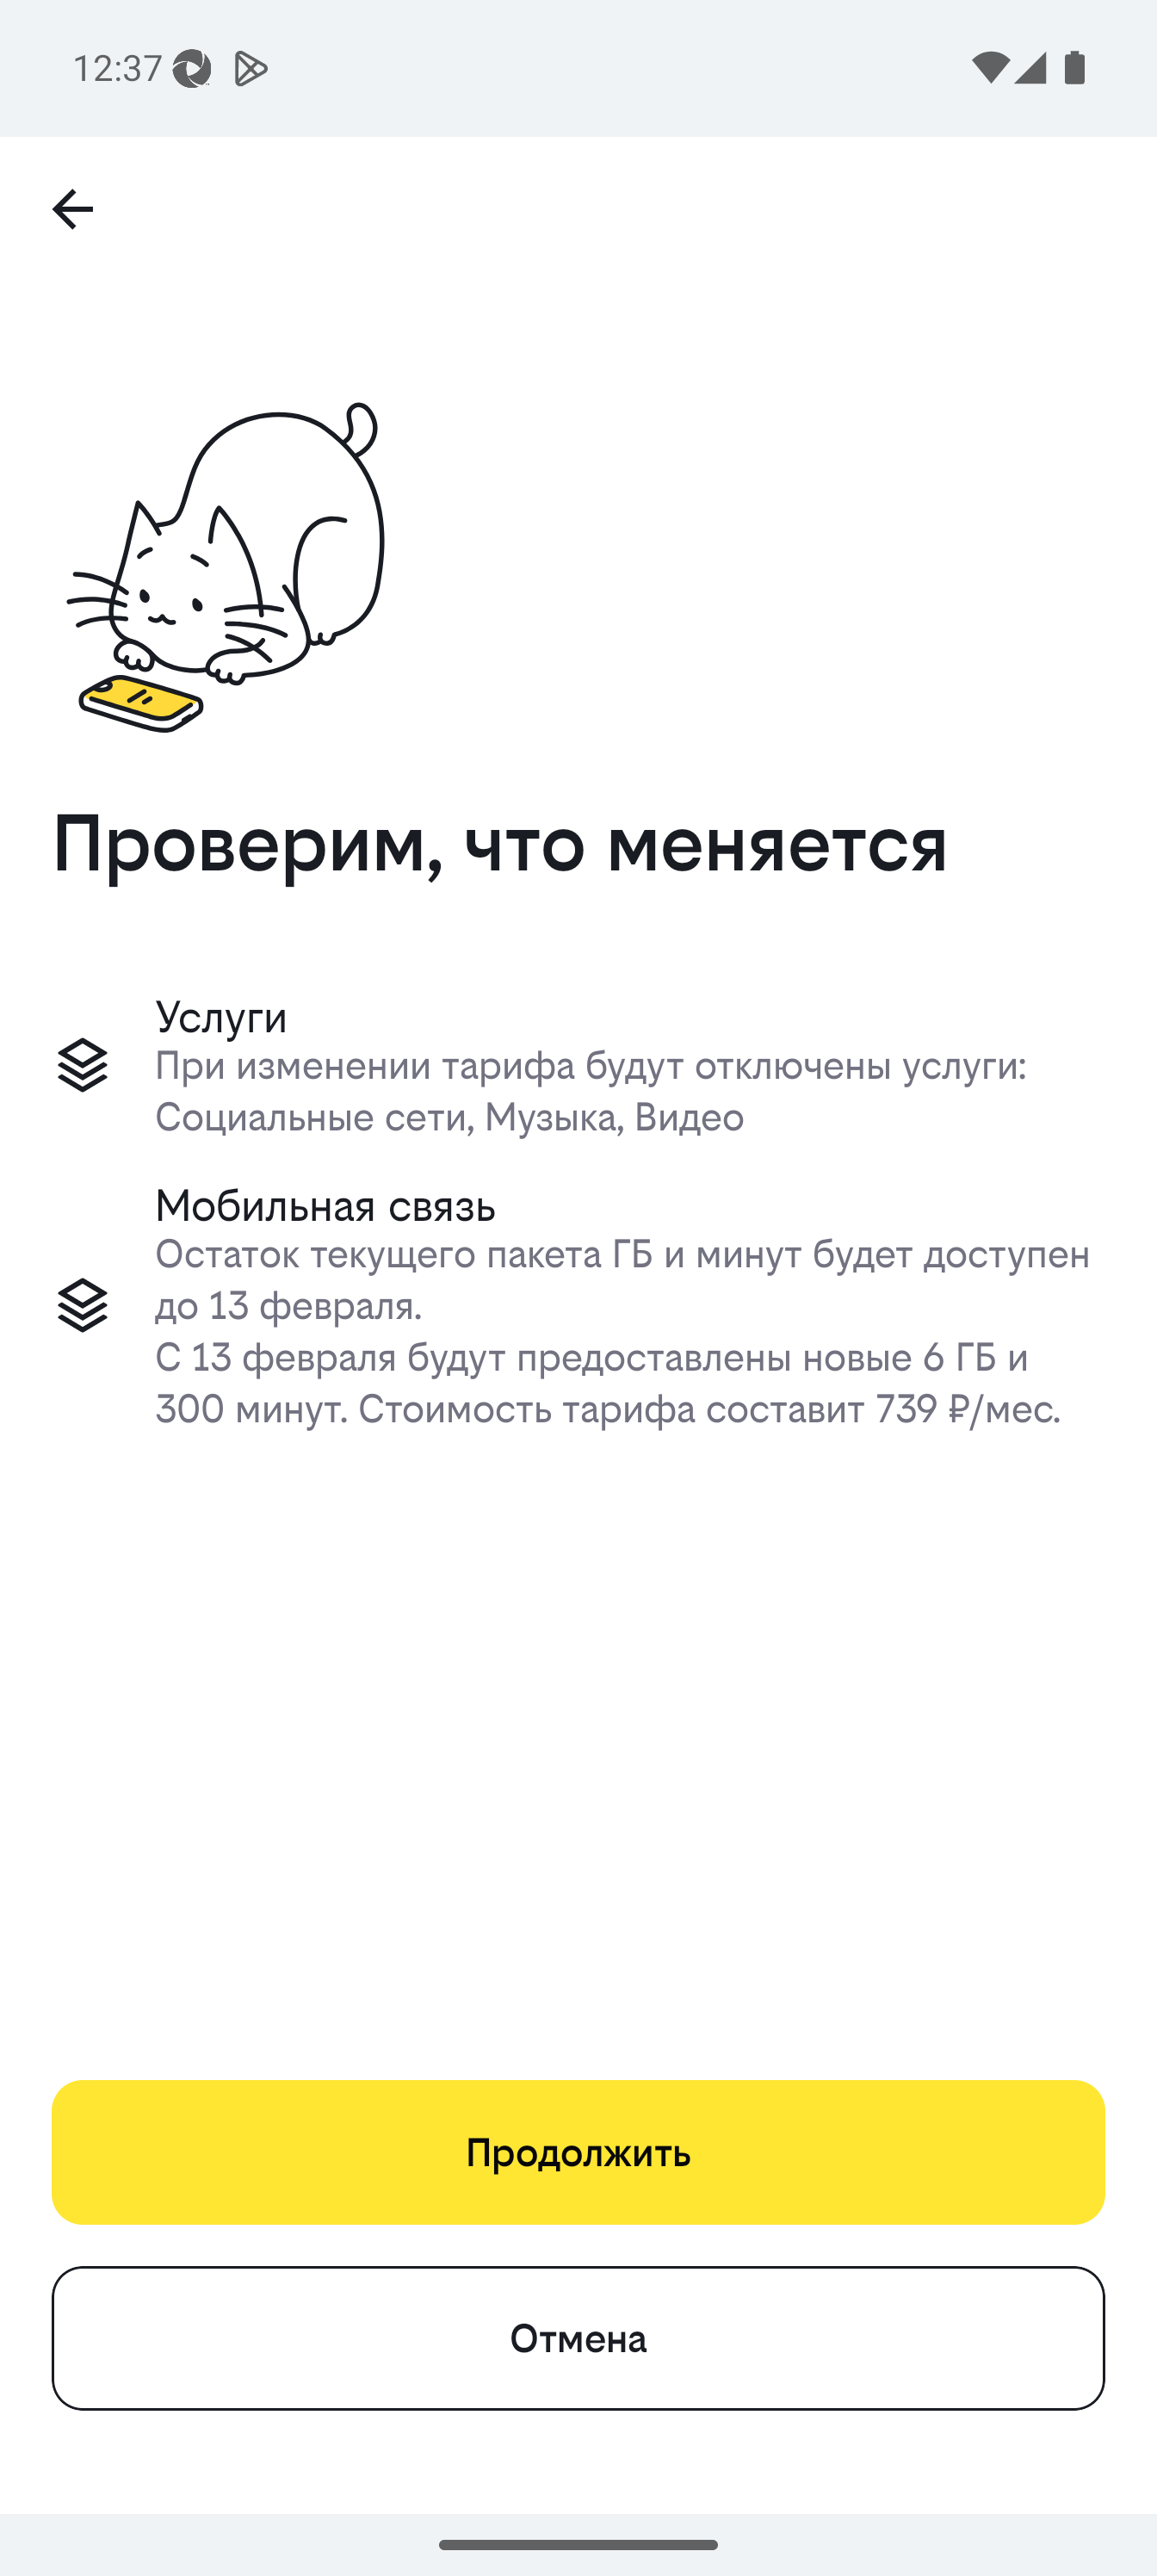 12:37
Проверим, что меняется
Услуги
При изменении тарифа будут отключены услуги:
Социальные сети, Музыка, Видео
Мобильная связь
Остаток текущего пакета ГБ и минут будет доступен
до 13 февраля.
С 13 февраля будут предоставлены новые 6 ГБ и
300 минут. Стоимость тарифа составит 739 ₽/мес.
Продолжить
Отмена